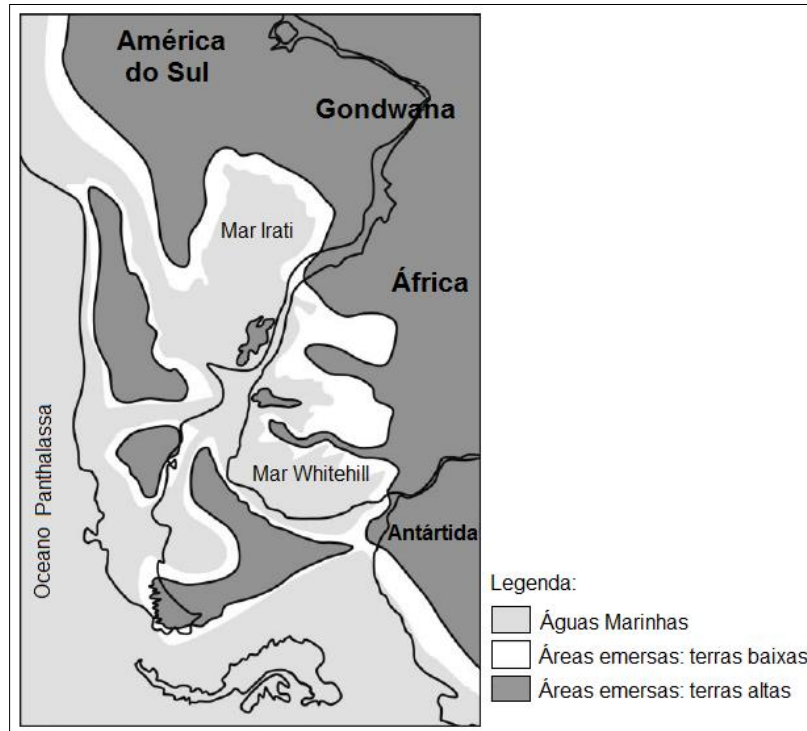 América
do Sul
Gondwana
Mar Irati
África
Oceano Panthalassa
Mar Whitehill
Antártida
Legenda:
Águas Marinhas
Áreas emersas: terras baixas
Áreas emersas: terras altas